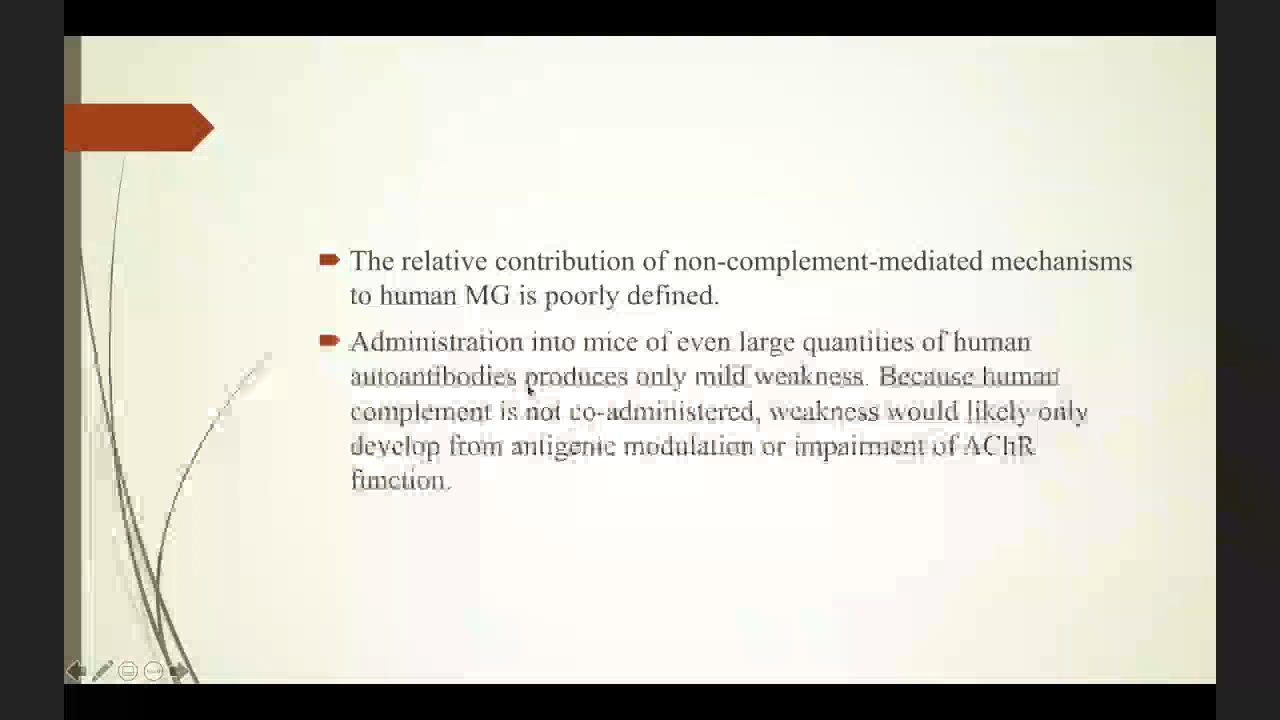 The relative contribution of non-complement-mediated mechanisms
to human MG is poorly defined.
Administration into mice of even large quantities of human
autoantibodies produces only mild weakness. Because human
complement is not co-administered, weakness would likely only
develop from antigenic modulation or impairment of AChR
function.